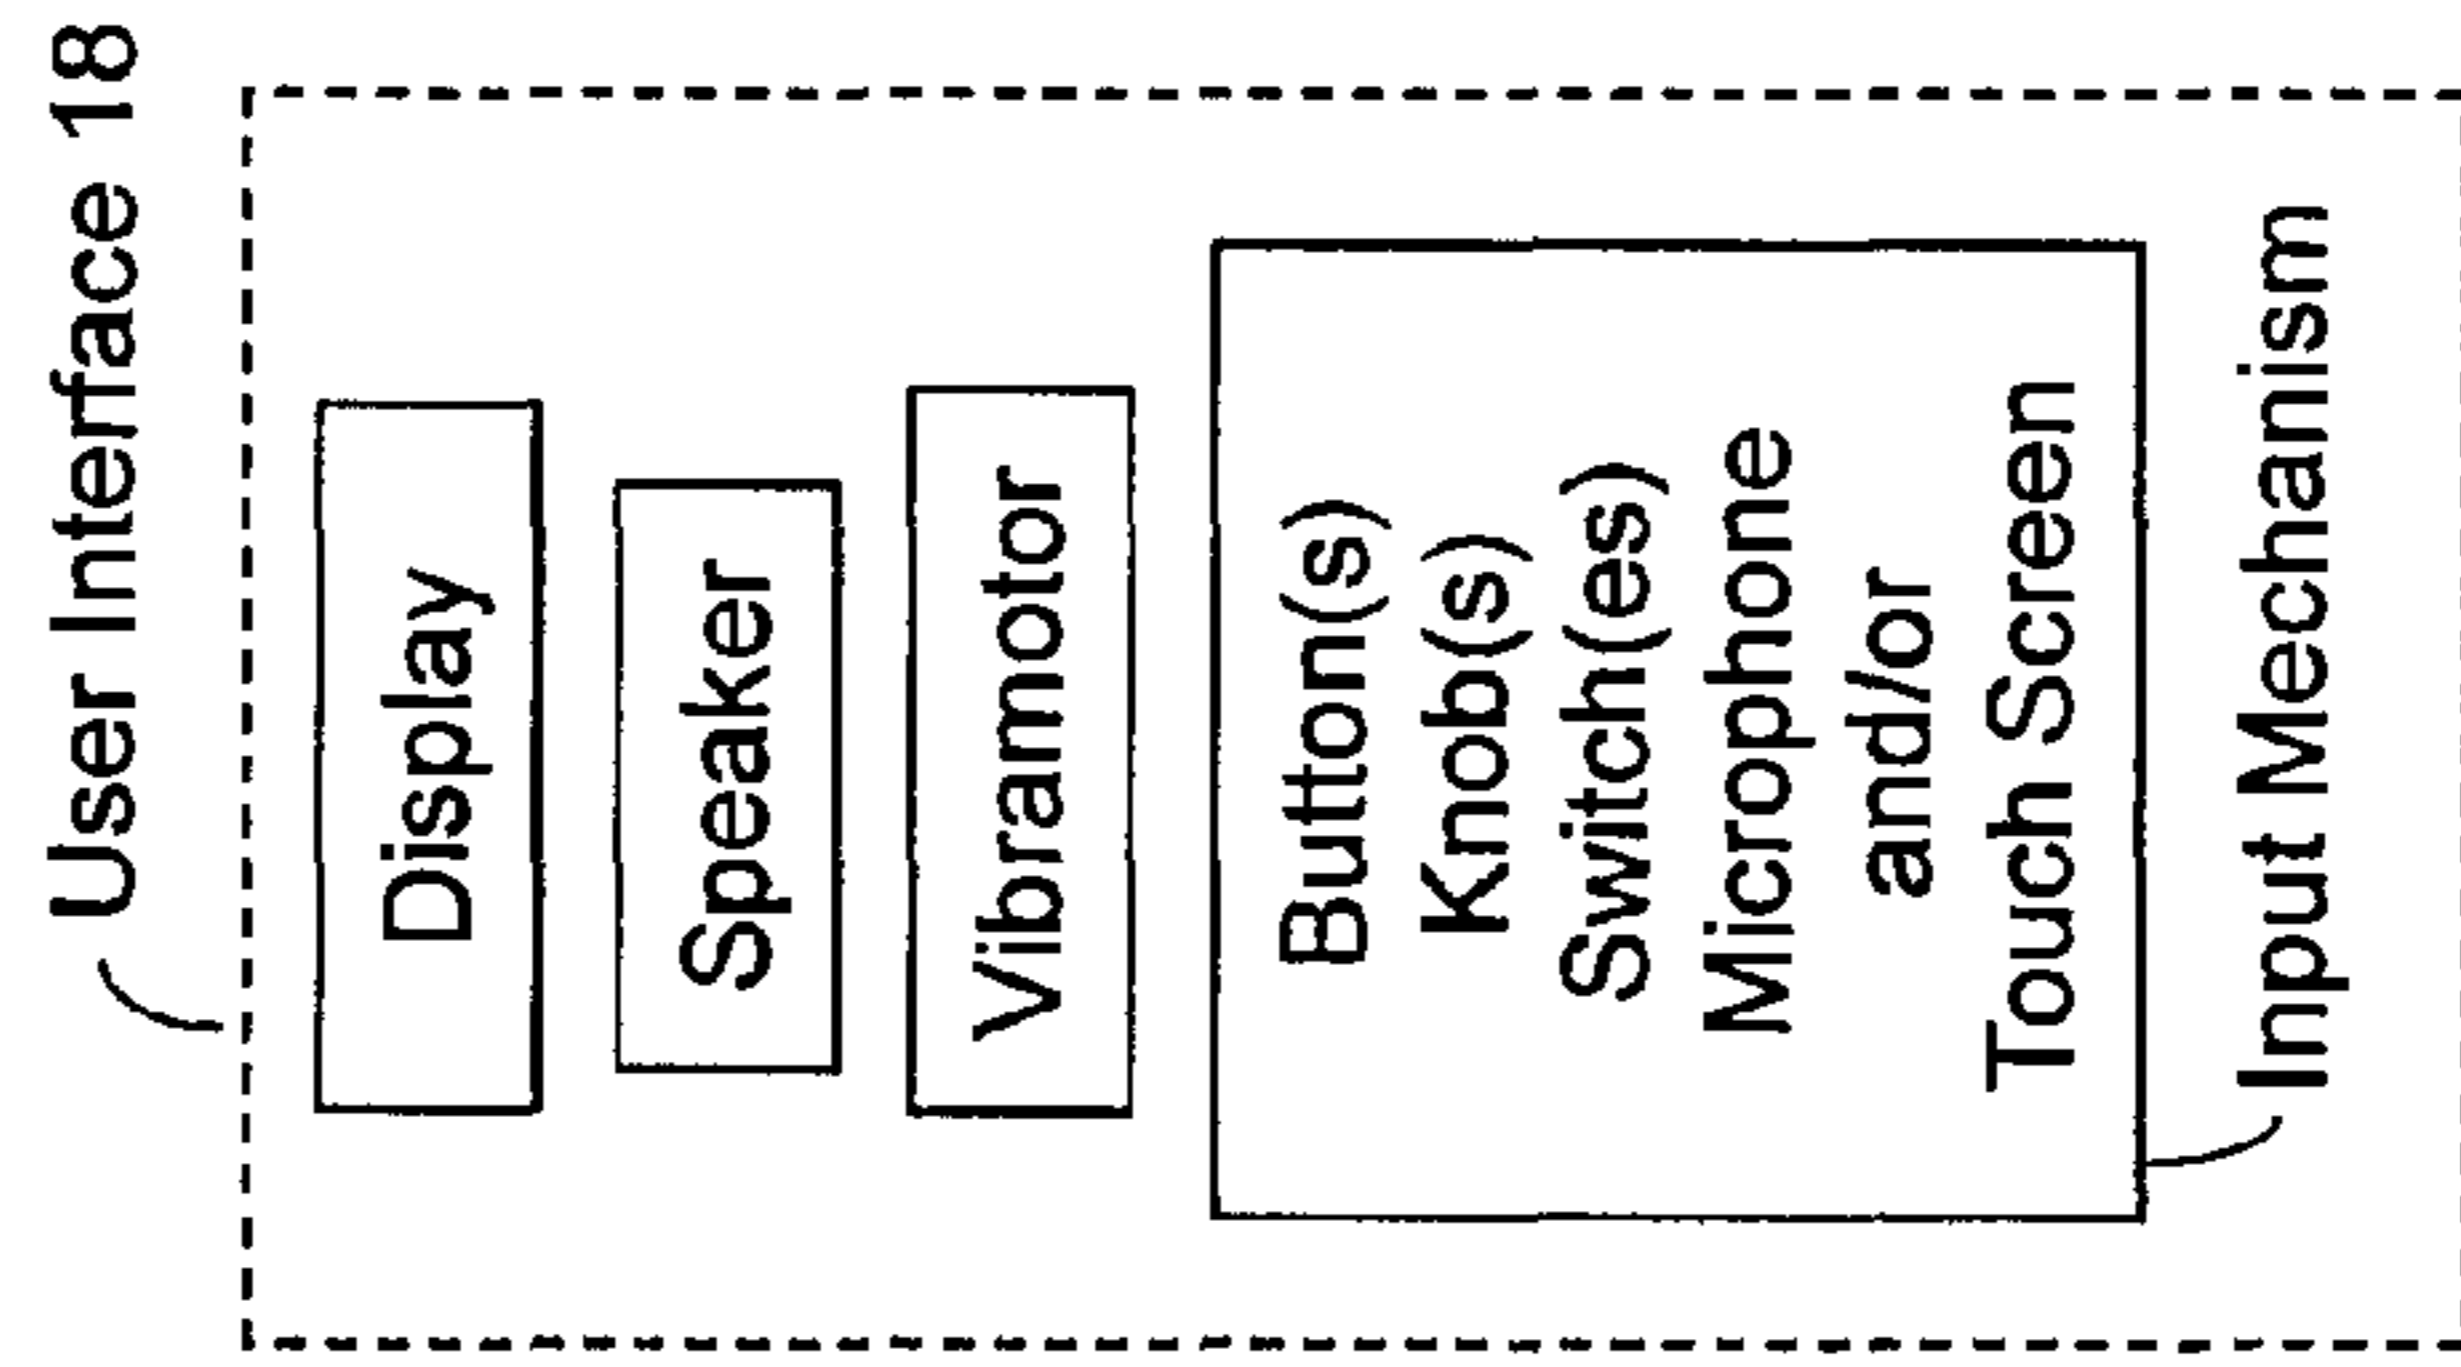 User Interface 18
Display
Speaker
Vibramotor
Button(s)
Knob(s)
Switch(es)
Microphone
and/or
Touch Screen
Input Mechanism